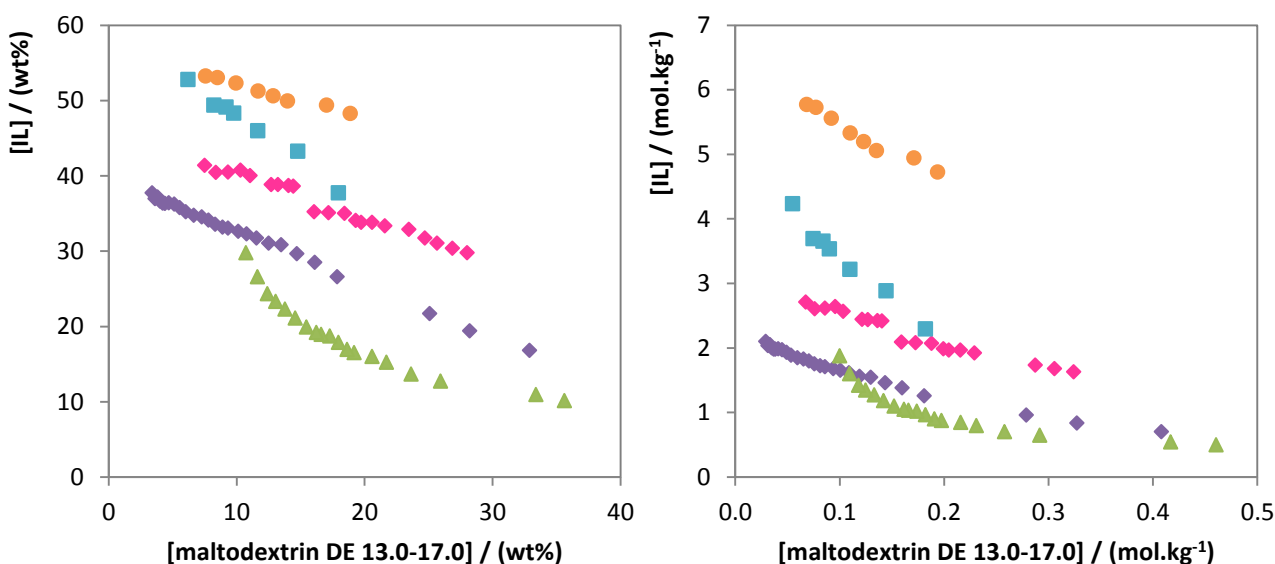 [IL] / (wt%)
60
50
40
30
20
10
0
0 10 20 30 40
[maltodextrin DE 13.0-17.0] / (wt%)
[IL] / (mol.kg⁻¹)
7
6
5
4
3
2
1
0
0.0 0.1 0.2 0.3 0.4 0.5
[maltodextrin DE 13.0-17.0] / (mol.kg⁻¹)